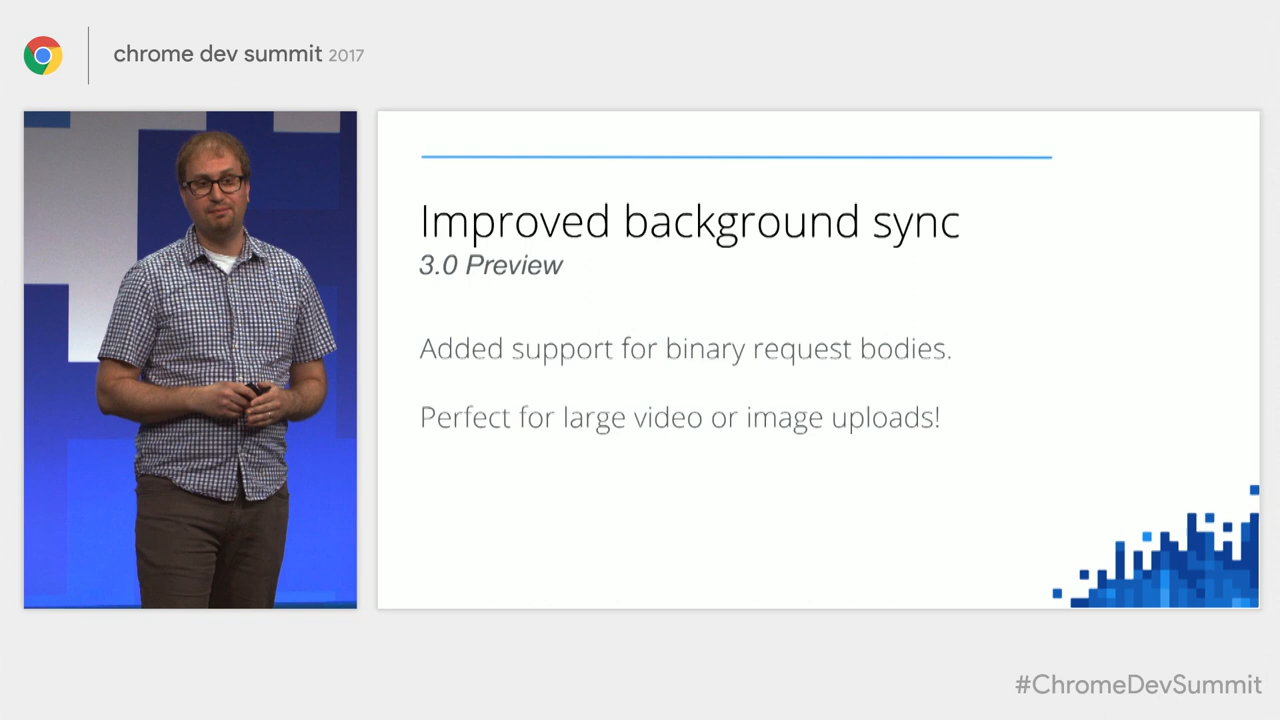 chrome dev summit 2017
Improved background sync
3.0 Preview
Added support for binary request bodies.
Perfect for large video or image uploads!
#ChromeDevSummit